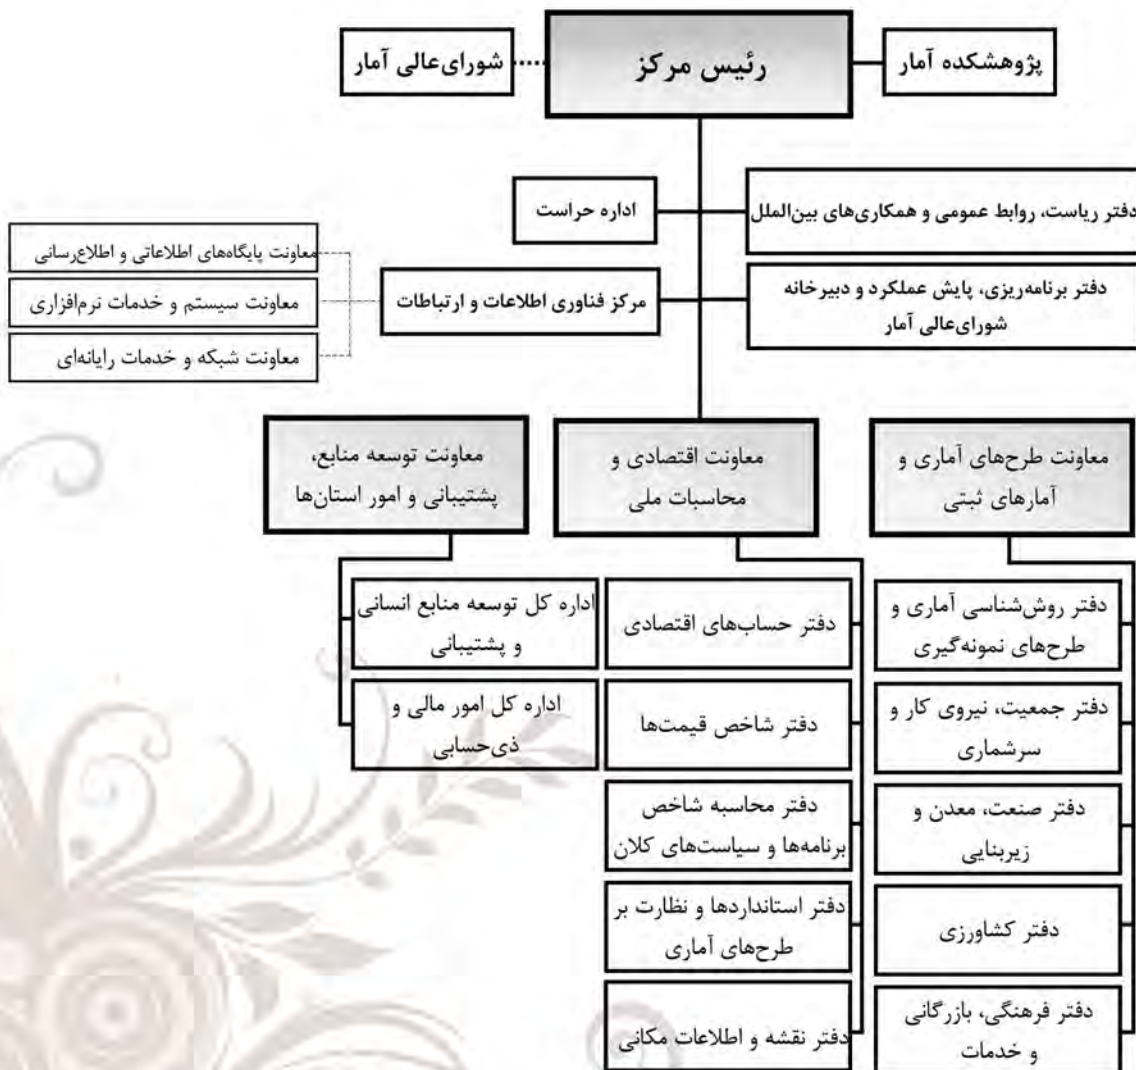 پژوهشکده آمار
رئیس مرکز
شورای‌عالی آمار
دفتر ریاست، روابط عمومی و همکاری‌های بین‌الملل
اداره حراست
دفتر برنامه‌ریزی، پایش عملکرد و دبیرخانه
شورای‌عالی آمار
مرکز فناوری اطلاعات و ارتباطات
معاونت پایگاه‌های اطلاعاتی و اطلاع‌رسانی
معاونت سیستم و خدمات نرم‌افزاری
معاونت شبکه و خدمات رایانه‌ای
معاونت طرح‌های آماری و
آمارهای ثبتی
دفتر روش‌شناسی آماری و
طرح‌های نمونه‌گیری
دفتر جمعیت، نیروی کار و
سرشماری
دفتر صنعت، معدن و
زیربنایی
دفتر کشاورزی
دفتر فرهنگی، بازرگانی
و خدمات
معاونت اقتصادی و
محاسبات ملی
دفتر حساب‌های اقتصادی
دفتر شاخص قیمت‌ها
دفتر محاسبه شاخص
برنامه‌ها و سیاست‌های کلان
دفتر استانداردها و نظارت بر
طرح‌های آماری
دفتر نقشه و اطلاعات مکانی
معاونت توسعه منابع،
پشتیبانی و امور استان‌ها
اداره کل توسعه منابع انسانی
و پشتیبانی
اداره کل امور مالی و
ذی‌حسابی